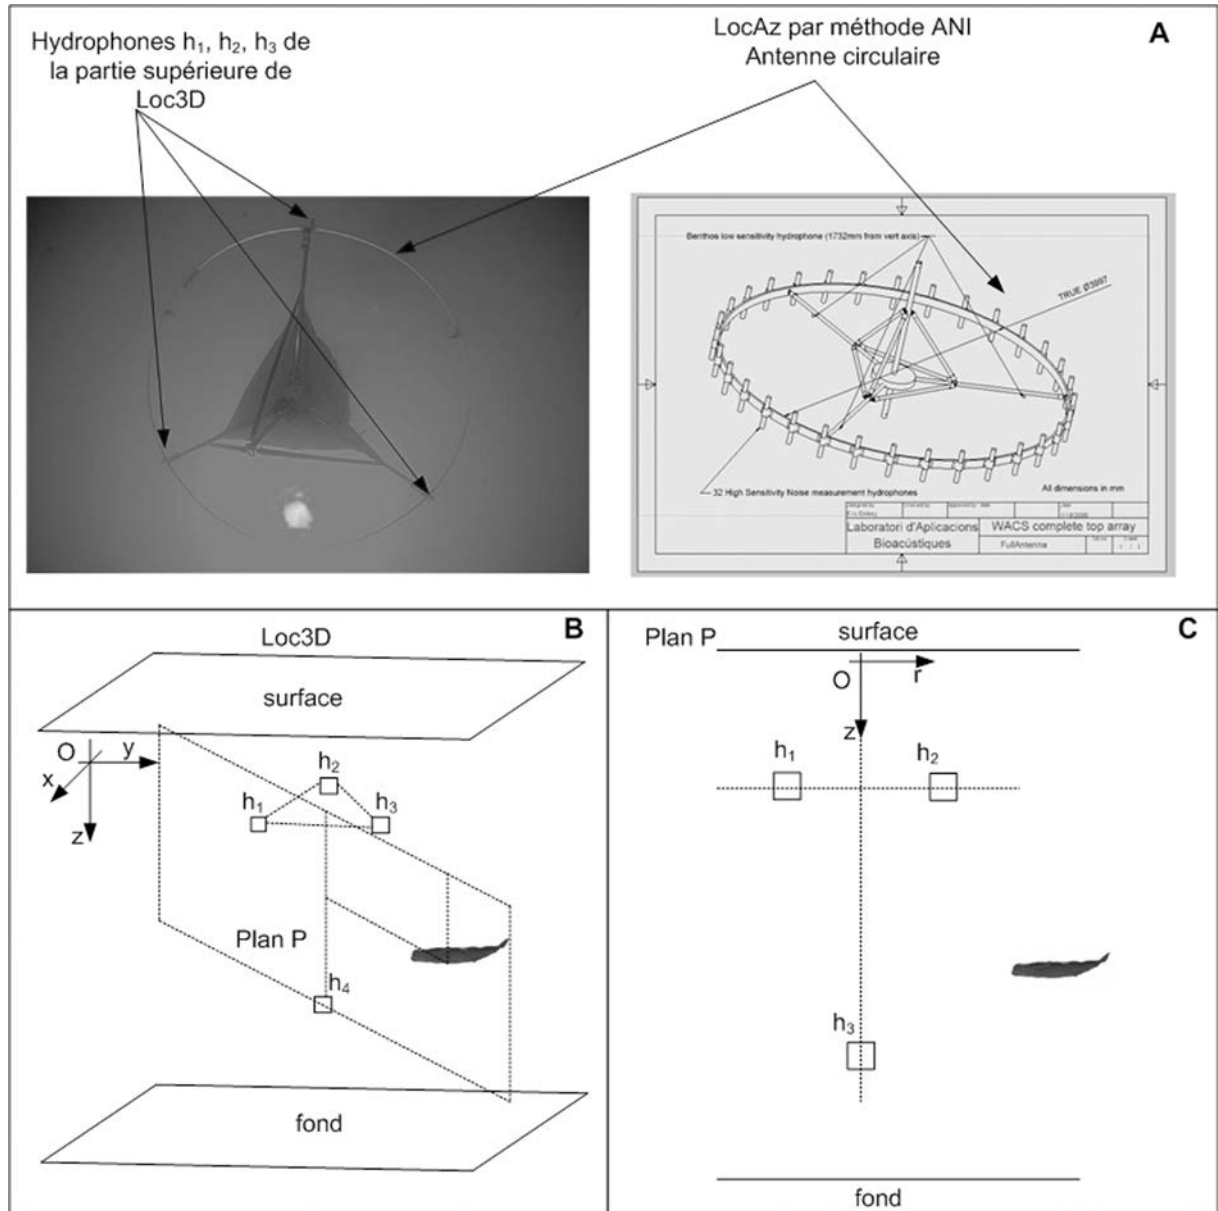 Hydrophones h₁, h₂, h₃ de
la partie supérieure de
Loc3D
LocAz par méthode ANI
Antenne circulaire
A
Benthos low sensitivity hydrophone (1732mm from vert axis)
TRUE Ø3997
32 High Sensitivity Noise measurement hydrophones
All dimensions in mm
Laboratori d'Aplicacions
Bioacústiques
WACS complete top array
FullAntenna
B
Loc3D
surface
O
y
x
z
h₁
h₂
h₃
Plan P
h₄
fond
C
Plan P
surface
O
r
z
h₁
h₂
h₃
fond